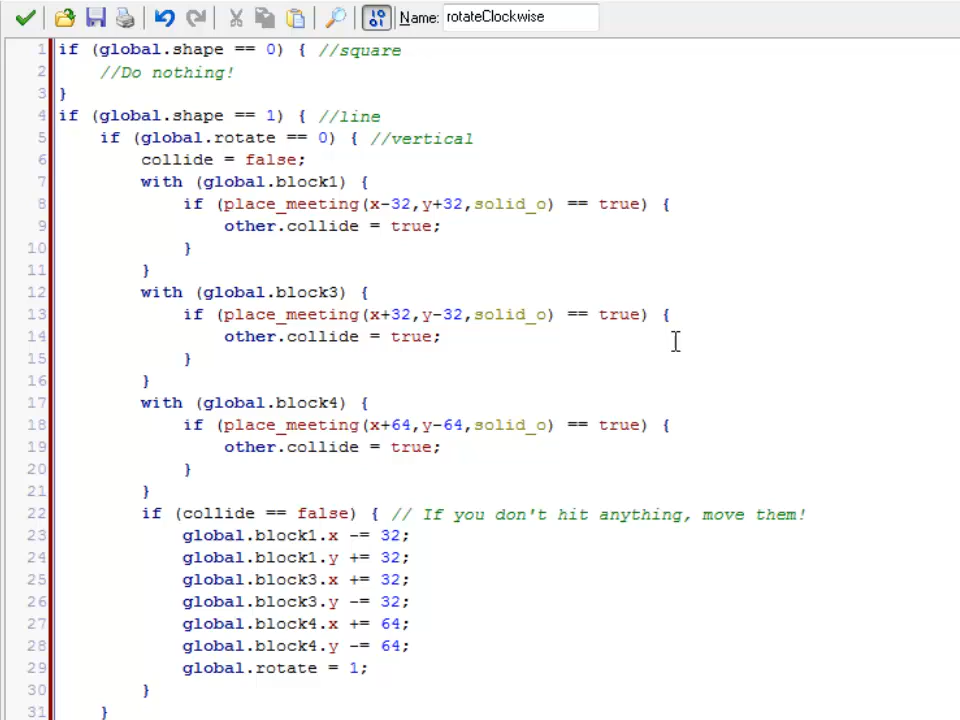 Name: rotateClockwise
1 if (global.shape == 0) { //square
2 //Do nothing!
3 }
4 if (global.shape == 1) { //line
5 if (global.rotate == 0) { //vertical
6 collide = false;
7 with (global.block1) {
8 if (place_meeting(x-32,y+32,solid_o) == true) {
9 other.collide = true;
10 }
11 }
12 with (global.block3) {
13 if (place_meeting(x+32,y-32,solid_o) == true) {
14 other.collide = true;
15 }
16 }
17 with (global.block4) {
18 if (place_meeting(x+64,y-64,solid_o) == true) {
19 other.collide = true;
20 }
21 }
22 if (collide == false) { // If you don't hit anything, move them!
23 global.block1.x -= 32;
24 global.block1.y += 32;
25 global.block3.x += 32;
26 global.block3.y -= 32;
27 global.block4.x += 64;
28 global.block4.y -= 64;
29 global.rotate = 1;
30 }
31 }